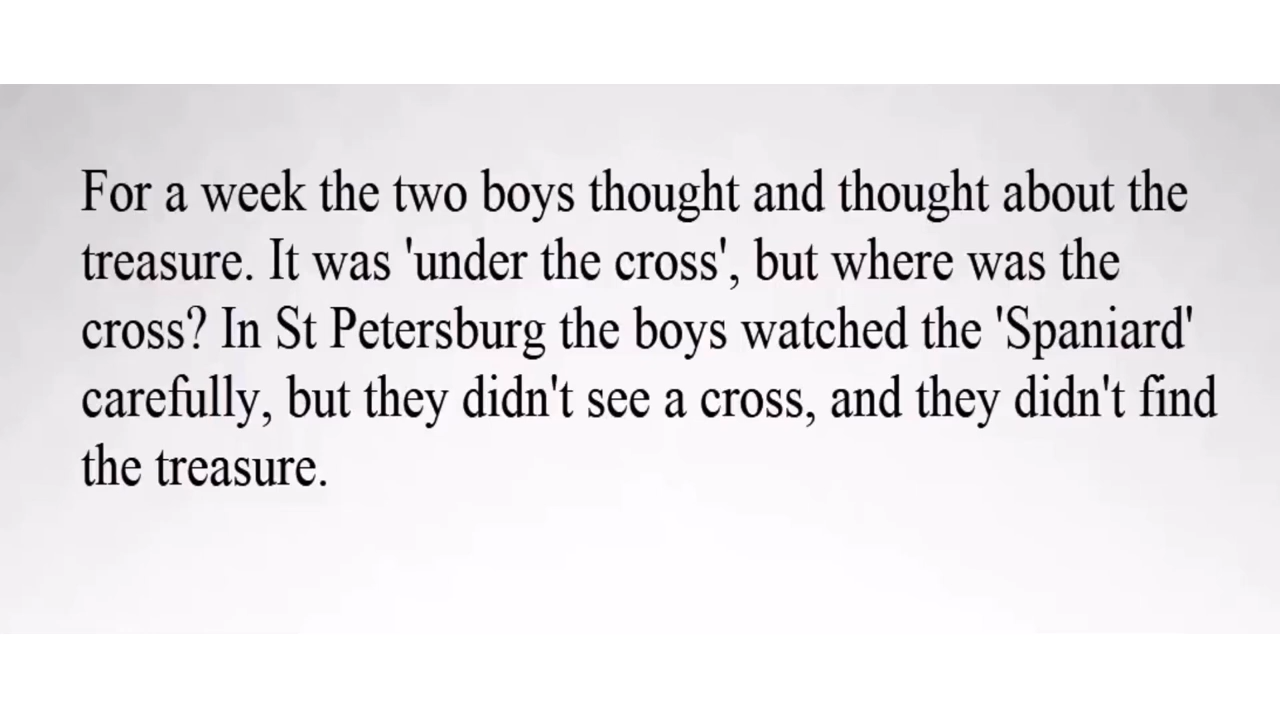 For a week the two boys thought and thought about the
treasure. It was 'under the cross', but where was the
cross? In St Petersburg the boys watched the 'Spaniard'
carefully, but they didn't see a cross, and they didn't find
the treasure.